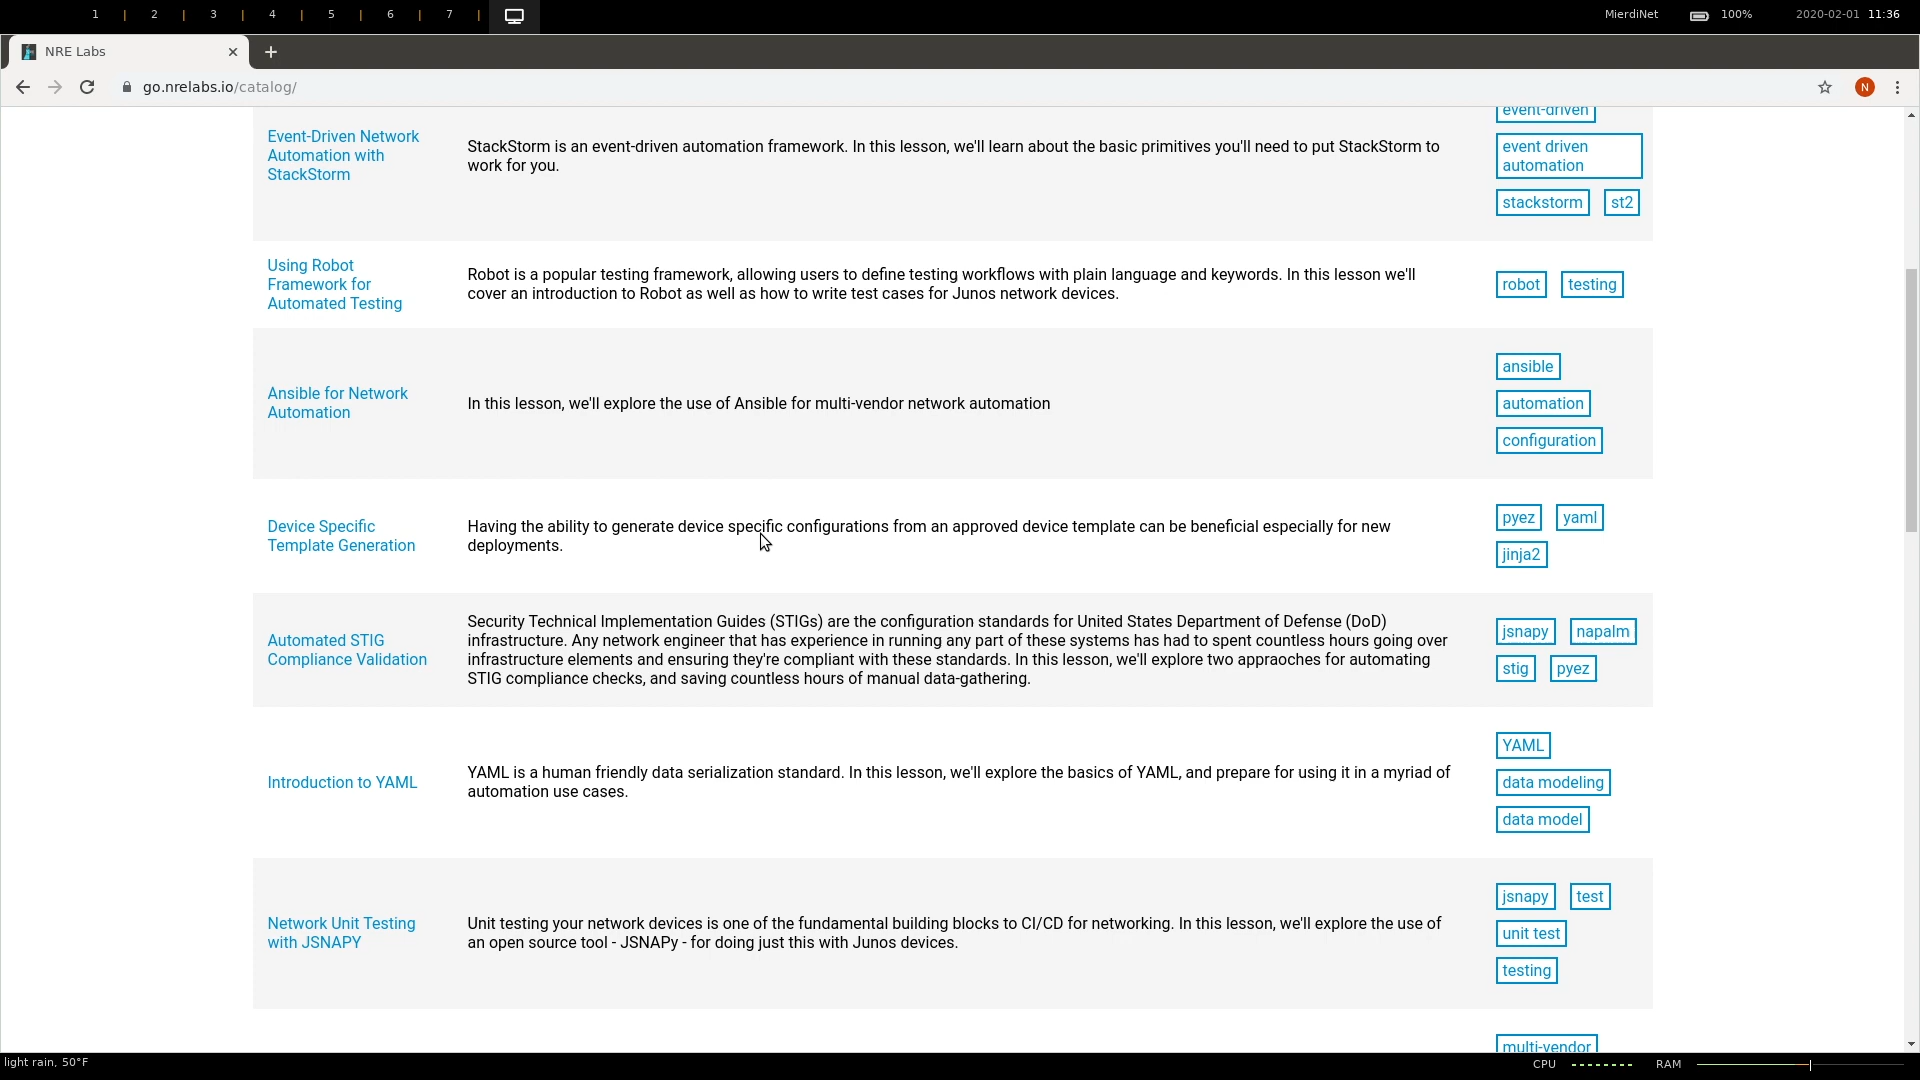 1 | 2 | 3 | 4 | 5 | 6 | 7 |
MierdiNet 100% 2020-02-01 11:36
NRE Labs
go.nrelabs.io/catalog/
N
event-driven
Event-Driven Network
Automation with
StackStorm
StackStorm is an event-driven automation framework. In this lesson, we'll learn about the basic primitives you'll need to put StackStorm to
work for you.
event driven
automation
stackstorm st2
Using Robot
Framework for
Automated Testing
Robot is a popular testing framework, allowing users to define testing workflows with plain language and keywords. In this lesson we'll
cover an introduction to Robot as well as how to write test cases for Junos network devices.
robot testing
Ansible for Network
Automation
In this lesson, we'll explore the use of Ansible for multi-vendor network automation
ansible
automation
configuration
Device Specific
Template Generation
Having the ability to generate device specific configurations from an approved device template can be beneficial especially for new
deployments.
pyez yaml
jinja2
Automated STIG
Compliance Validation
Security Technical Implementation Guides (STIGs) are the configuration standards for United States Department of Defense (DoD)
infrastructure. Any network engineer that has experience in running any part of these systems has had to spent countless hours going over
infrastructure elements and ensuring they're compliant with these standards. In this lesson, we'll explore two appraoches for automating
STIG compliance checks, and saving countless hours of manual data-gathering.
jsnapy napalm
stig pyez
Introduction to YAML
YAML is a human friendly data serialization standard. In this lesson, we'll explore the basics of YAML, and prepare for using it in a myriad of
automation use cases.
YAML
data modeling
data model
Network Unit Testing
with JSNAPY
Unit testing your network devices is one of the fundamental building blocks to CI/CD for networking. In this lesson, we'll explore the use of
an open source tool - JSNAPy - for doing just this with Junos devices.
jsnapy test
unit test
testing
multi-vendor
light rain, 50°F
CPU RAM